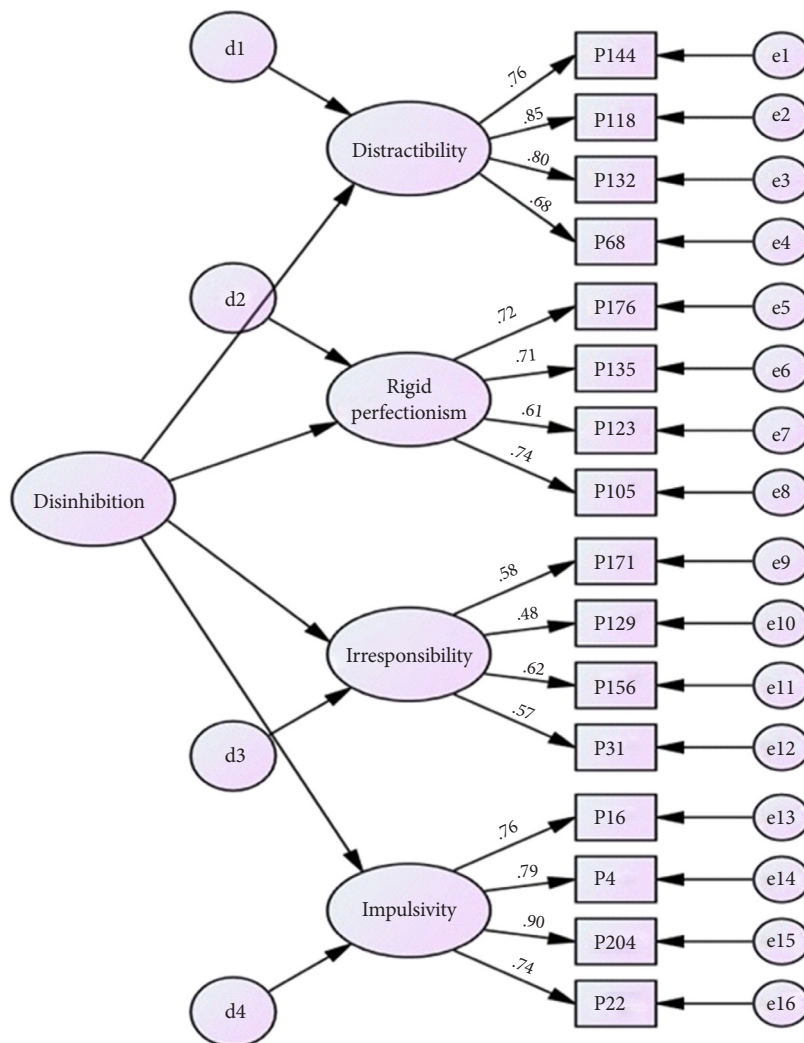 d1
P144
e1
.76
Distractibility
.85
P118
e2
.80
P132
e3
.68
P68
e4
d2
.72
P176
e5
Rigid
perfectionism
.71
P135
e6
.61
P123
e7
.74
P105
e8
Disinhibition
.58
P171
e9
Irresponsibility
.48
P129
e10
.62
P156
e11
.57
P31
e12
d3
.76
P16
e13
Impulsivity
.79
P4
e14
.90
P204
e15
.74
P22
e16
d4